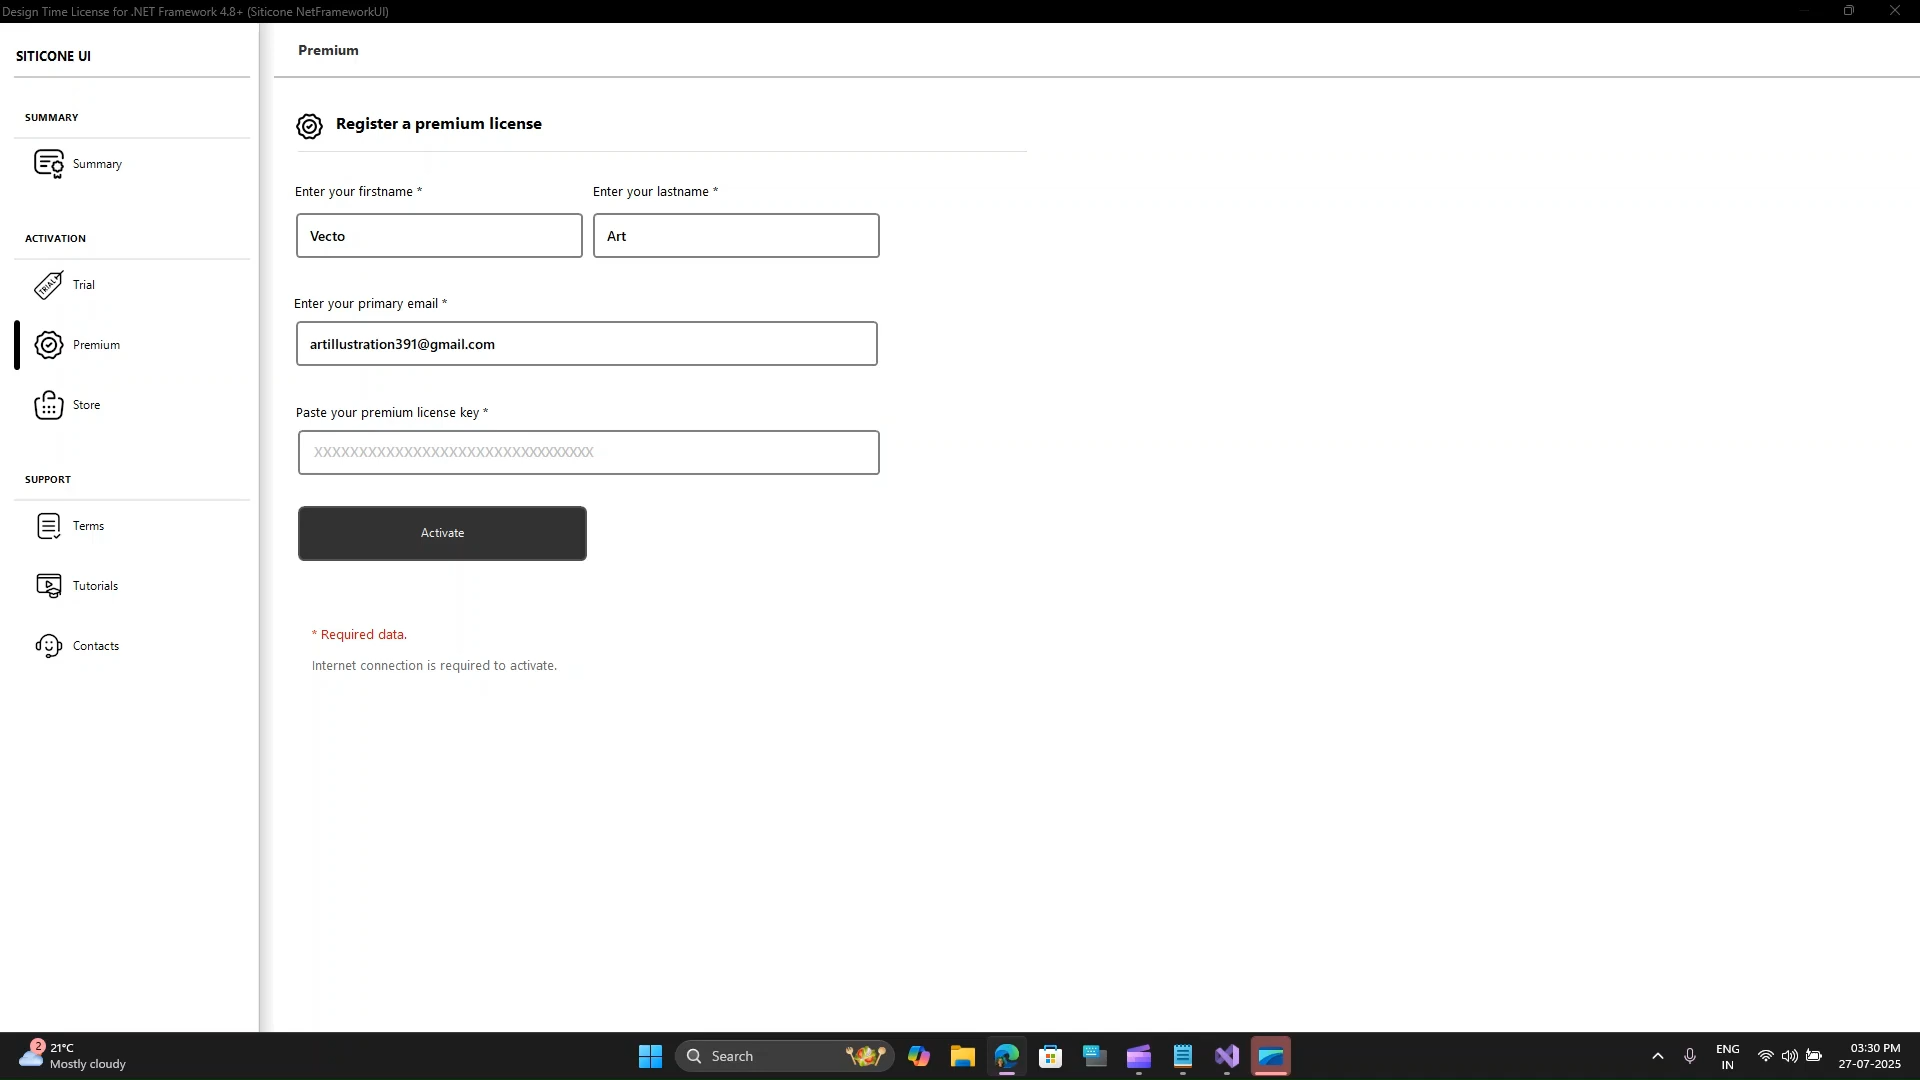 Design Time License for .NET Framework 4.8+ (Siticone NetFrameworkUI)
SITICONE UI
SUMMARY
Summary
ACTIVATION
TRIAL
Trial
Premium
Store
SUPPORT
Terms
Tutorials
Contacts
Premium
Register a premium license
Enter your firstname *
Enter your lastname *
Vecto
Art
Enter your primary email *
artillustration391@gmail.com
Paste your premium license key *
XXXXXXXXXXXXXXXXXXXXXXXXXXXXXXX
Activate
* Required data.
Internet connection is required to activate.
2
21°C
Mostly cloudy
Search
ENG
IN
03:30 PM
27-07-2025